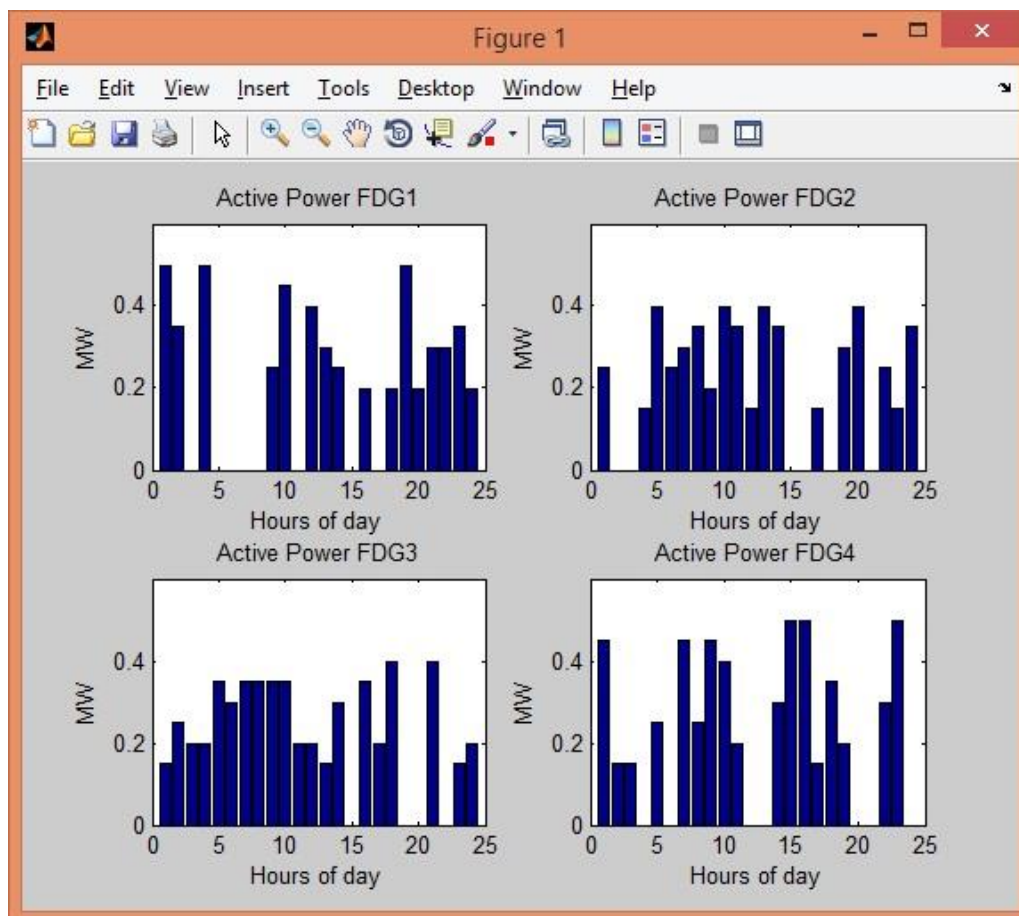 Figure 1
File Edit View Insert Tools Desktop Window Help
Active Power FDG1
MW
0.4
0.2
0
0 5 10 15 20 25
Hours of day
Active Power FDG2
MW
0.4
0.2
0
0 5 10 15 20 25
Hours of day
Active Power FDG3
MW
0.4
0.2
0
0 5 10 15 20 25
Hours of day
Active Power FDG4
MW
0.4
0.2
0
0 5 10 15 20 25
Hours of day